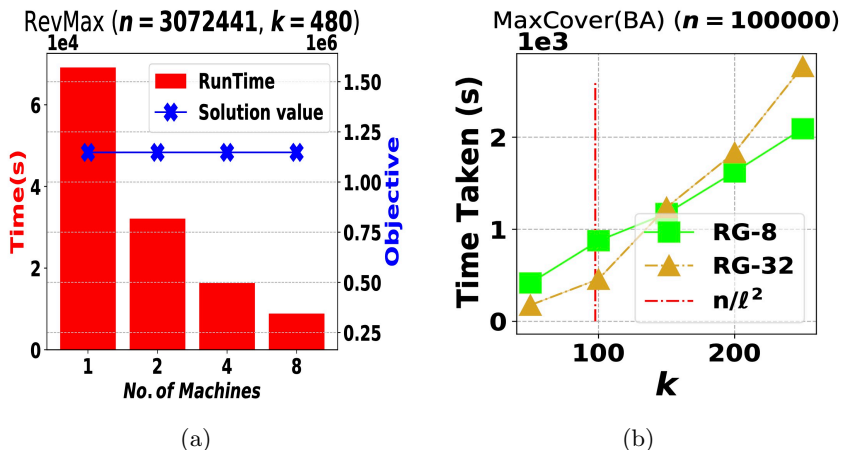 RevMax (n = 3072441, k = 480)
1e4
1e6
RunTime
Solution value
6
4
2
0
1.50
1.25
1.00
0.75
0.50
0.25
Time(s)
Objective
1 2 4 8
No. of Machines
(a)
MaxCover(BA) (n = 100000)
1e3
2
1
0
Time Taken (s)
RG-8
RG-32
n/ℓ²
100 200
k
(b)